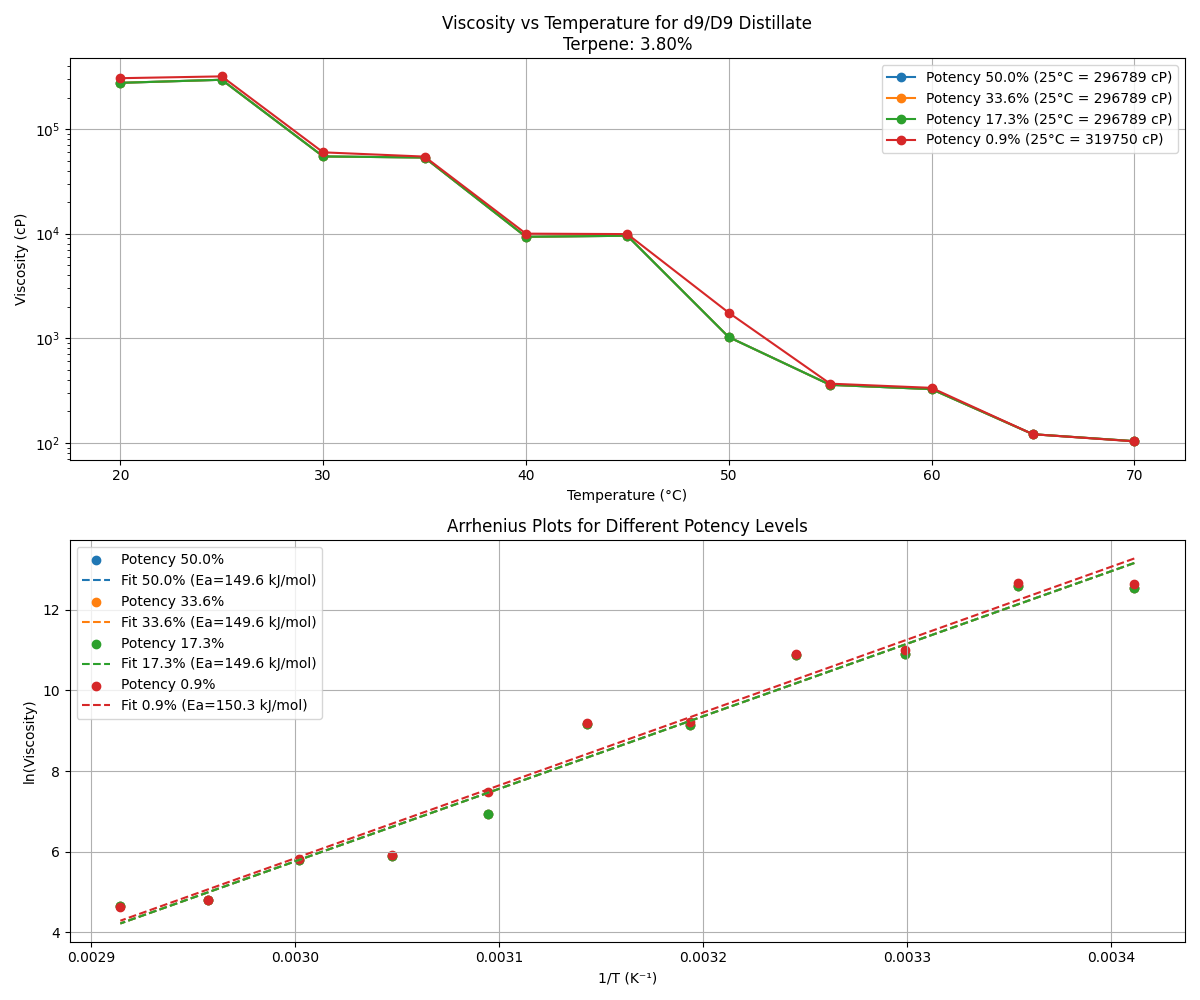 Viscosity vs Temperature for d9/D9 Distillate
Terpene: 3.80%
Viscosity (cP)
10⁵
10⁴
10³
10²
Potency 50.0% (25°C = 296789 cP)
Potency 33.6% (25°C = 296789 cP)
Potency 17.3% (25°C = 296789 cP)
Potency 0.9% (25°C = 319750 cP)
20 30 40 50 60 70
Temperature (°C)
Arrhenius Plots for Different Potency Levels
ln(Viscosity)
12
10
8
6
4
Potency 50.0%
Fit 50.0% (Ea=149.6 kJ/mol)
Potency 33.6%
Fit 33.6% (Ea=149.6 kJ/mol)
Potency 17.3%
Fit 17.3% (Ea=149.6 kJ/mol)
Potency 0.9%
Fit 0.9% (Ea=150.3 kJ/mol)
0.0029 0.0030 0.0031 0.0032 0.0033 0.0034
1/T (K⁻¹)